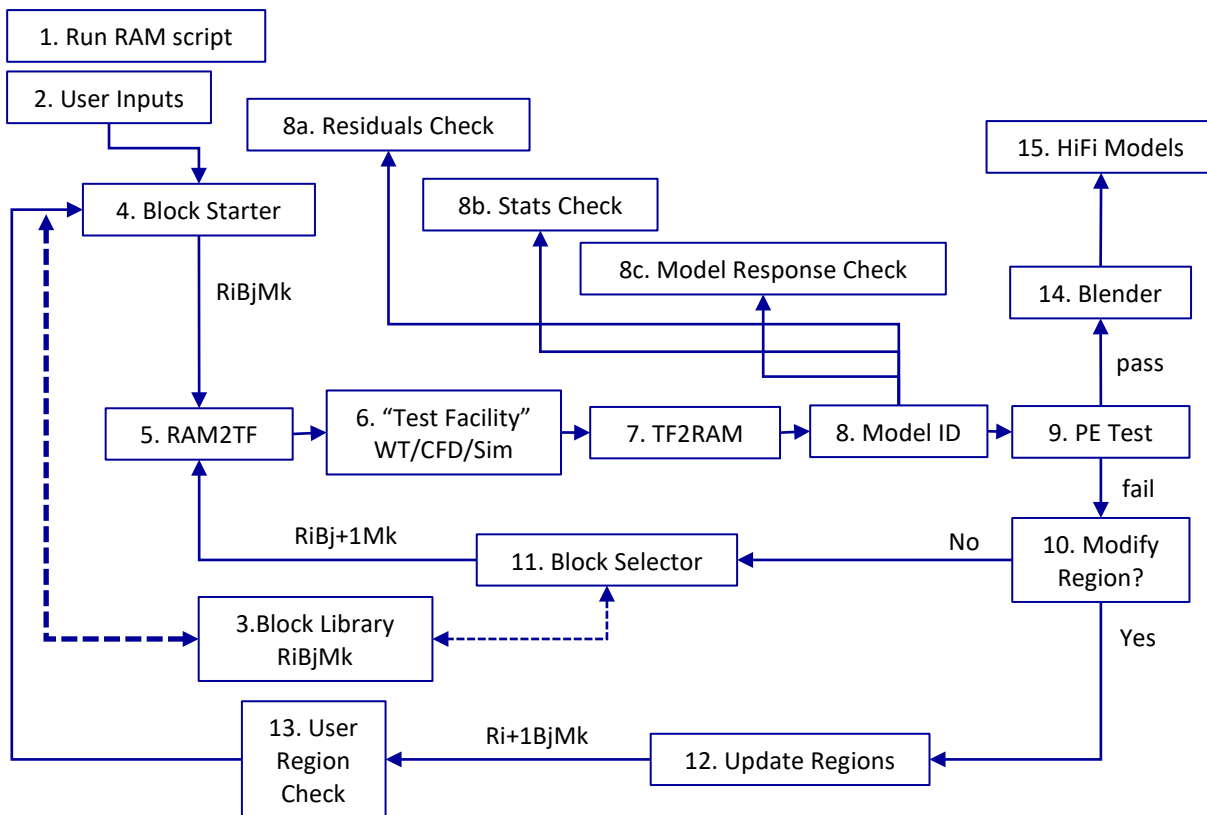 1. Run RAM script
2. User Inputs
8a. Residuals Check
15. HiFi Models
4. Block Starter
8b. Stats Check
8c. Model Response Check
RiBjMk
14. Blender
pass
5. RAM2TF
6. “Test Facility”
WT/CFD/Sim
7. TF2RAM
8. Model ID
9. PE Test
fail
RiBj+1Mk
11. Block Selector
No
10. Modify
Region?
3.Block Library
RiBjMk
Yes
13. User
Region
Check
Ri+1BjMk
12. Update Regions